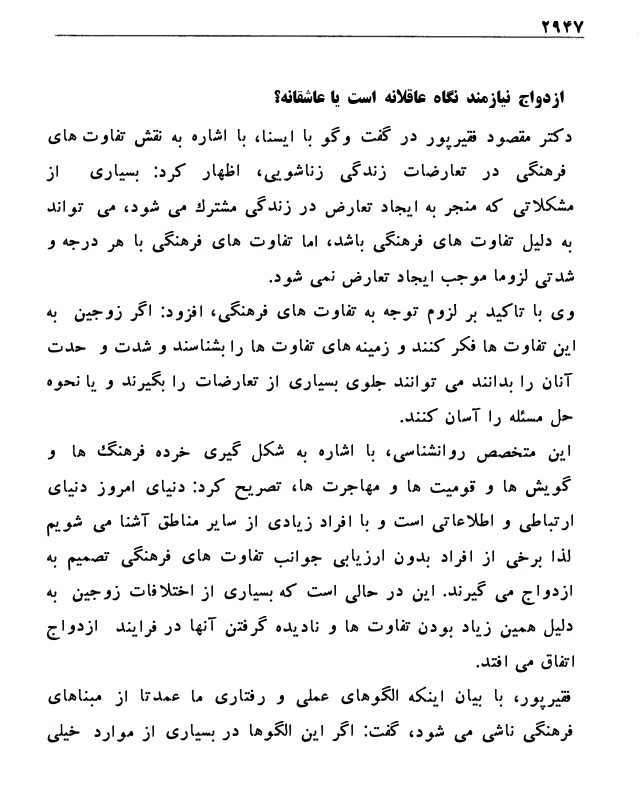 ۲۹۴۷
ازدواج نیازمند نگاه عاقلانه است یا عاشقانه؟
دکتر مقصود فقیرپور در گفت وگو با ایسنا، با اشاره به نقش تفاوت های
فرهنگی در تعارضات زندگی زناشویی، اظهار کرد: بسیاری از
مشکلاتی که منجر به ایجاد تعارض در زندگی مشترك می شود، می تواند
به دلیل تفاوت های فرهنگی باشد، اما تفاوت های فرهنگی با هر درجه و
شدتی لزوما موجب ایجاد تعارض نمی شود.
وی با تاکید بر لزوم توجه به تفاوت های فرهنگی، افزود: اگر زوجین به
این تفاوت ها فکر کنند و زمینه های تفاوت ها را بشناسند و شدت و حدت
آنان را بدانند می توانند جلوی بسیاری از تعارضات را بگیرند و یا نحوه
حل مسئله را آسان کنند.
این متخصص روانشناسی، با اشاره به شکل گیری خرده فرهنگ ها و
گویش ها و قومیت ها و مهاجرت ها، تصریح کرد: دنیای امروز دنیای
ارتباطی و اطلاعاتی است و با افراد زیادی از سایر مناطق آشنا می شویم
لذا برخی از افراد بدون ارزیابی جوانب تفاوت های فرهنگی تصمیم به
ازدواج می گیرند. این در حالی است که بسیاری از اختلافات زوجین به
دلیل همین زیاد بودن تفاوت ها و نادیده گرفتن آنها در فرایند ازدواج
اتفاق می افتد.
فقیرپور، با بیان اینکه الگوهای عملی و رفتاری ما عمدتا از مبناهای
فرهنگی ناشی می شود، گفت: اگر این الگوها در بسیاری از موارد خیلی